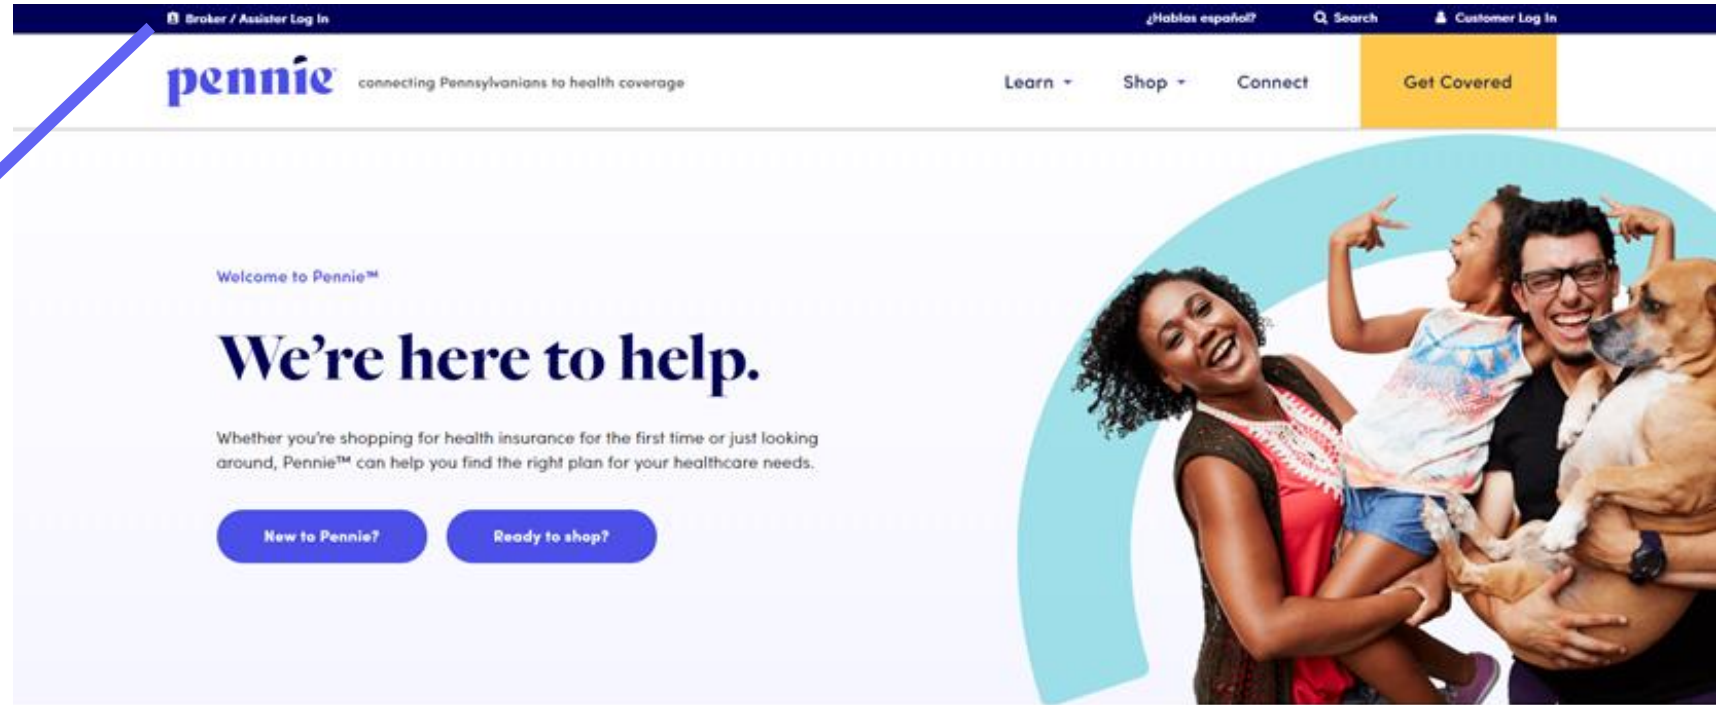 Broker / Assister Log In
¿Hablas español?
Search
Customer Log In
pennie
connecting Pennsylvanians to health coverage
Learn
Shop
Connect
Get Covered
Welcome to Pennie™
We're here to help.
Whether you're shopping for health insurance for the first time or just looking
around, Pennie™ can help you find the right plan for your healthcare needs.
New to Pennie?
Ready to shop?